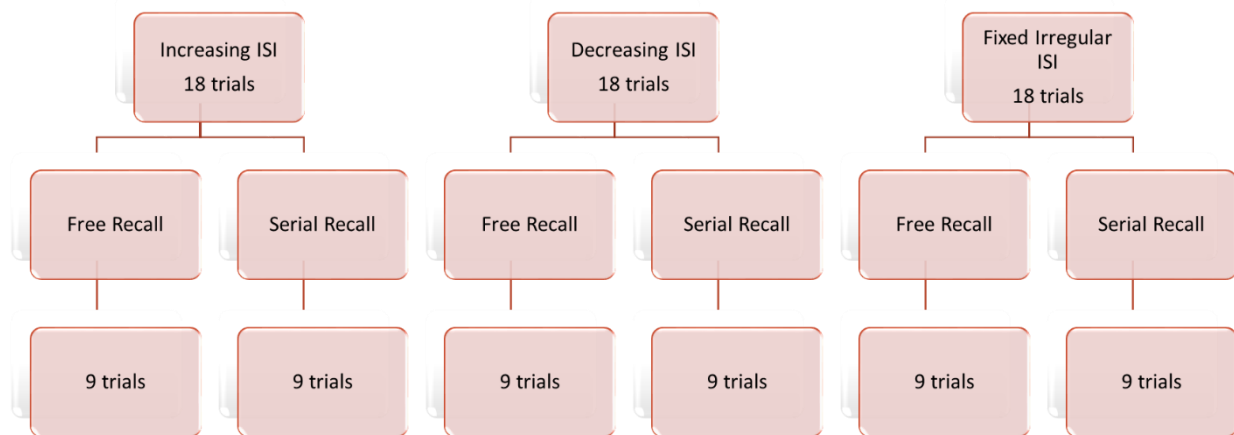 Increasing ISI
18 trials
Decreasing ISI
18 trials
Fixed Irregular
ISI
18 trials
Free Recall
Serial Recall
Free Recall
Serial Recall
Free Recall
Serial Recall
9 trials
9 trials
9 trials
9 trials
9 trials
9 trials